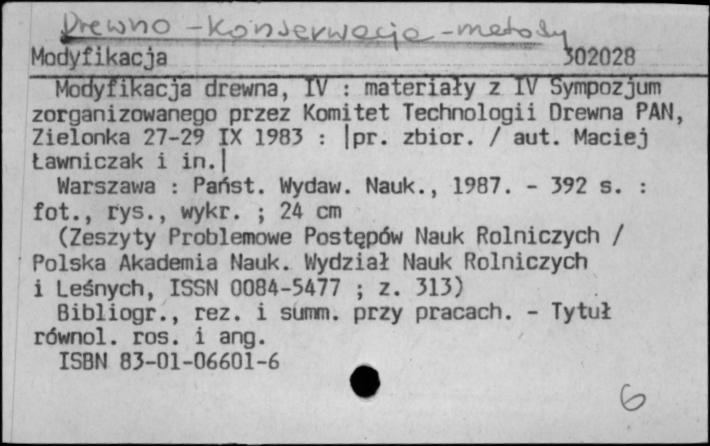 Drewno - konserwacja - metody
Modyfikacja 302028
Modyfikacja drewna, IV : materiały z IV Sympozjum
zorganizowanego przez Komitet Technologii Drewna PAN,
Zielonka 27-29 IX 1983 : |pr. zbior. / aut. Maciej
Ławniczak i in.|
Warszawa : Państ. Wydaw. Nauk., 1987. - 392 s. :
fot., rys., wykr. ; 24 cm
(Zeszyty Problemowe Postępów Nauk Rolniczych /
Polska Akademia Nauk. Wydział Nauk Rolniczych
i Leśnych, ISSN 0084-5477 ; z. 313)
Bibliogr., rez. i summ. przy pracach. - Tytuł
równol. ros. i ang.
ISBN 83-01-06601-6
6